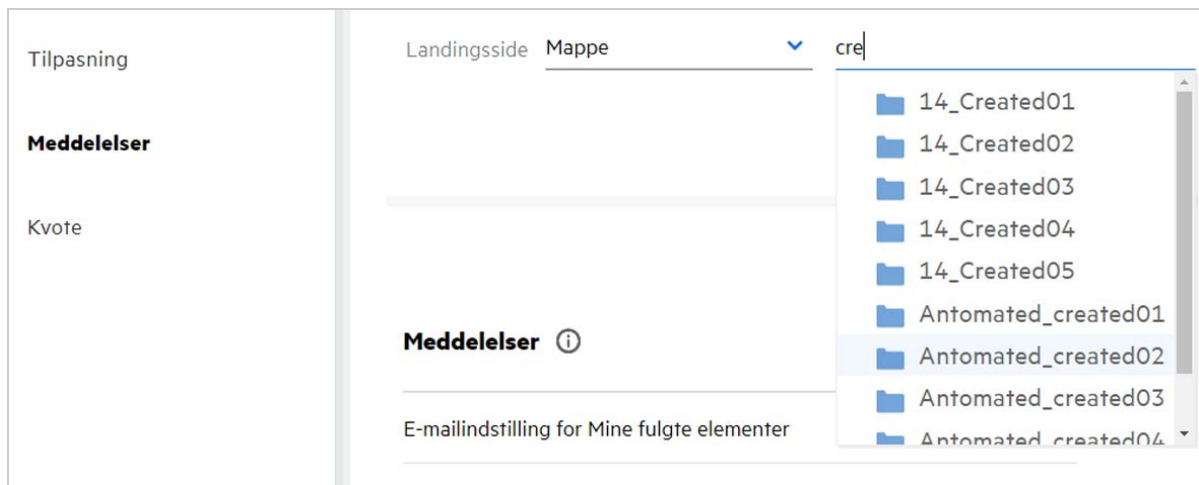 Tilpasning
Meddelelser
Kvote
Landingsside Mappe cre
14_Created01
14_Created02
14_Created03
14_Created04
14_Created05
Antomated_created01
Antomated_created02
Antomated_created03
Antomated_created04
Meddelelser
E-mailindstilling for Mine fulgte elementer